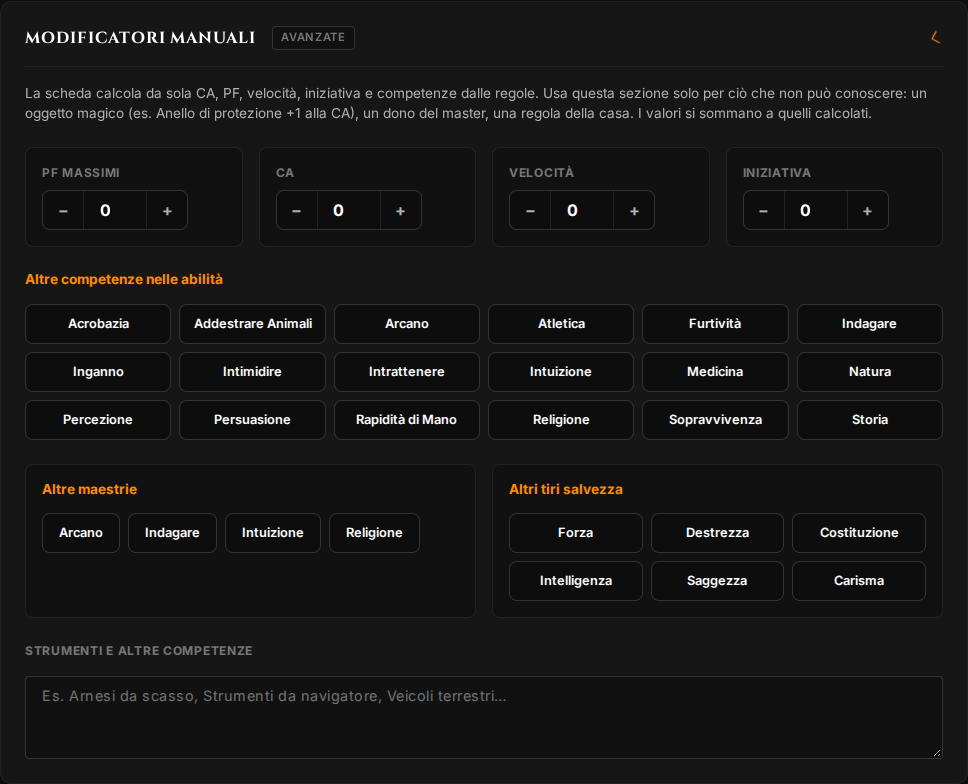 MODIFICATORI MANUALI AVANZATE
La scheda calcola da sola CA, PF, velocità, iniziativa e competenze dalle regole. Usa questa sezione solo per ciò che non può conoscere: un
oggetto magico (es. Anello di protezione +1 alla CA), un dono del master, una regola della casa. I valori si sommano a quelli calcolati.
PF MASSIMI CA VELOCITÀ INIZIATIVA
− 0 + − 0 + − 0 + − 0 +
Altre competenze nelle abilità
Acrobazia Addestrare Animali Arcano Atletica Furtività Indagare
Inganno Intimidire Intrattenere Intuizione Medicina Natura
Percezione Persuasione Rapidità di Mano Religione Sopravvivenza Storia
Altre maestrie Altri tiri salvezza
Arcano Indagare Intuizione Religione Forza Destrezza Costituzione
Intelligenza Saggezza Carisma
STRUMENTI E ALTRE COMPETENZE
Es. Arnesi da scasso, Strumenti da navigatore, Veicoli terrestri...